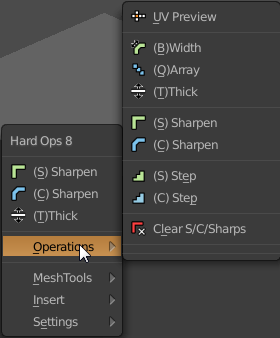 Hard Ops 8
(S) Sharpen
(C) Sharpen
(T)Thick
Operations
MeshTools
Insert
Settings
UV Preview
(B)Width
(Q)Array
(T)Thick
(S) Sharpen
(C) Sharpen
(S) Step
(C) Step
Clear S/C/Sharps